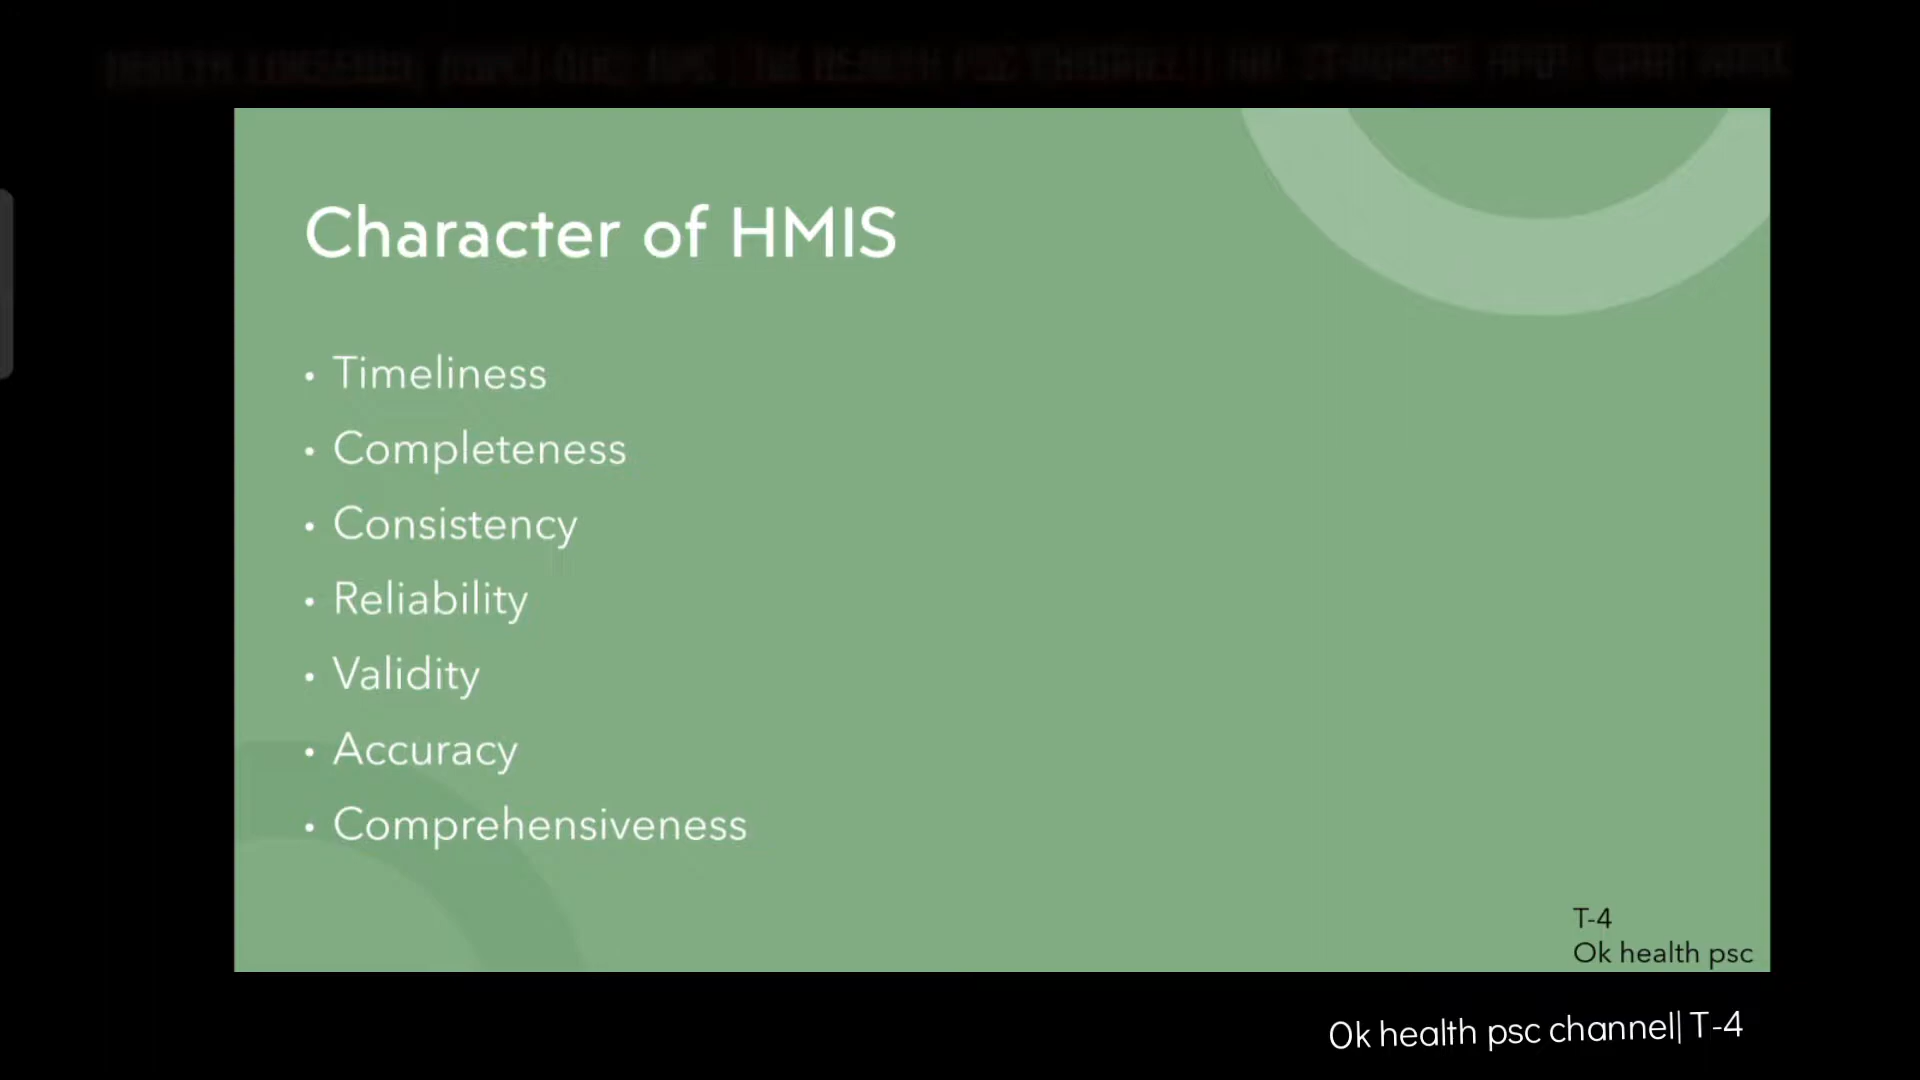 Character of HMIS
• Timeliness
• Completeness
• Consistency
• Reliability
• Validity
• Accuracy
• Comprehensiveness
T-4
Ok health psc
Ok health psc channel| T-4